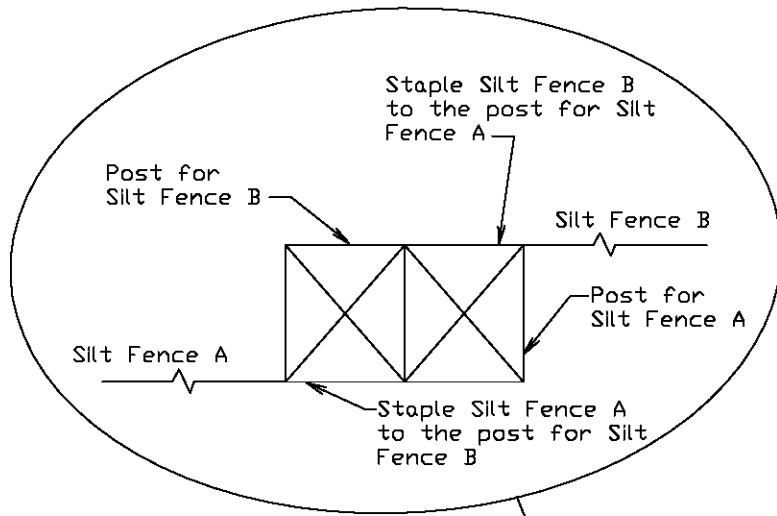 Staple Silt Fence B
to the post for Silt
Fence A
Post for
Silt Fence B
Silt Fence B
Post for
Silt Fence A
Silt Fence A
Staple Silt Fence A
to the post for Silt
Fence B